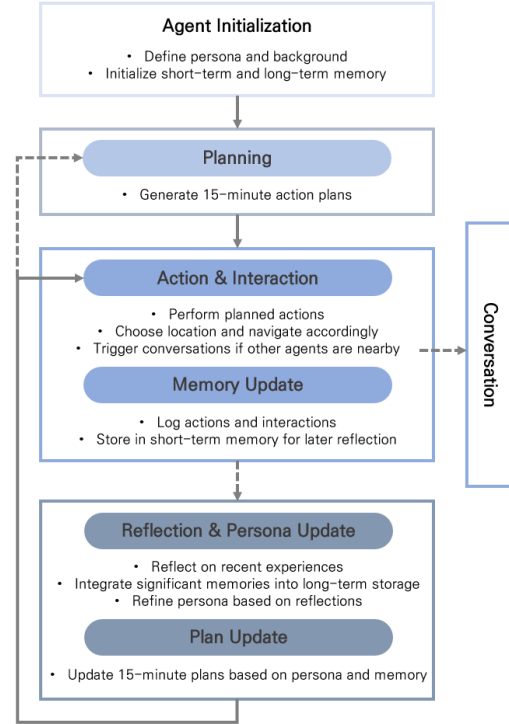 Agent Initialization
• Define persona and background
• Initialize short-term and long-term memory
Planning
• Generate 15-minute action plans
Action & Interaction
• Perform planned actions
• Choose location and navigate accordingly
• Trigger conversations if other agents are nearby
Memory Update
• Log actions and interactions
• Store in short-term memory for later reflection
Conversation
Reflection & Persona Update
• Reflect on recent experiences
• Integrate significant memories into long-term storage
• Refine persona based on reflections
Plan Update
• Update 15-minute plans based on persona and memory